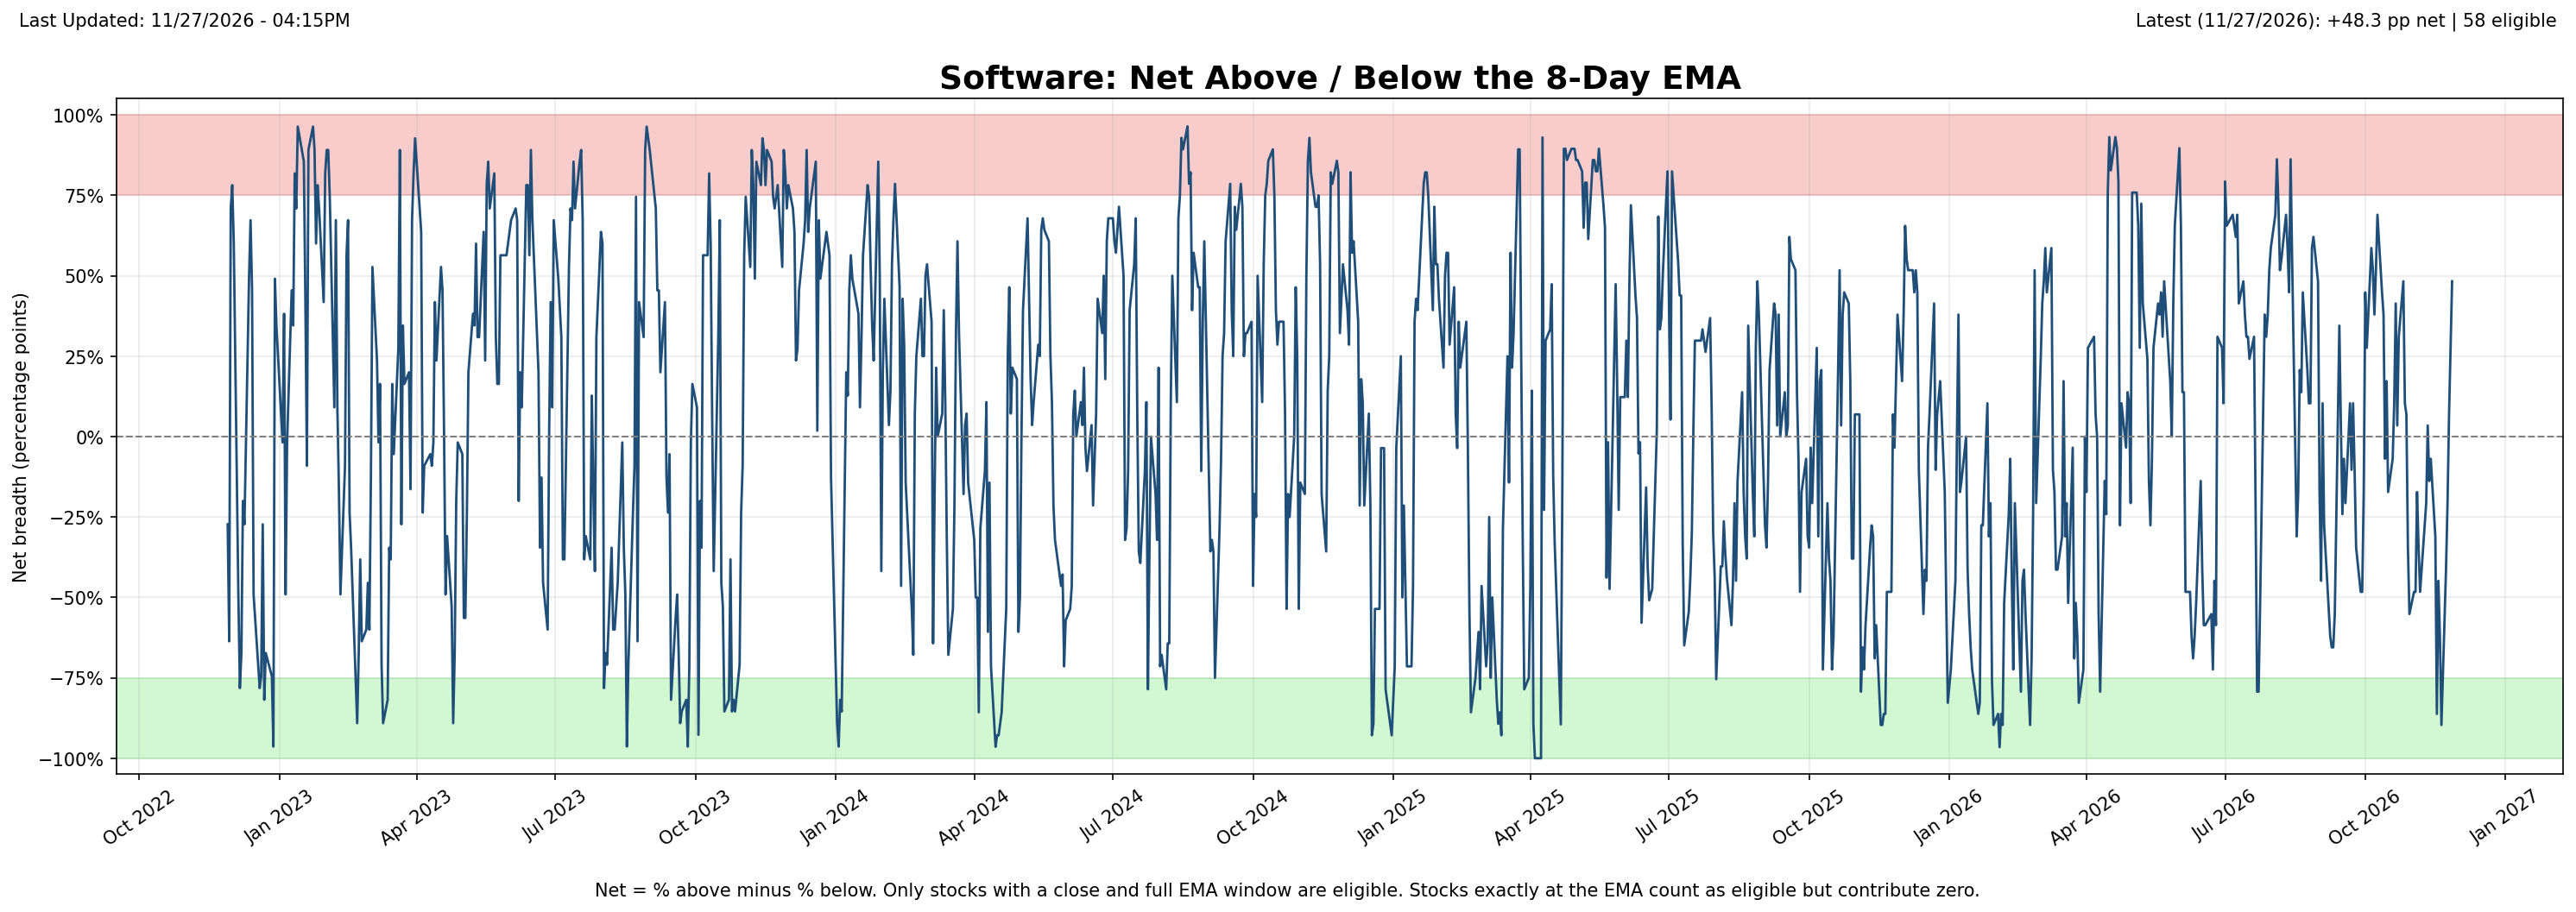 Last Updated: 11/27/2026 - 04:15PM
Latest (11/27/2026): +48.3 pp net | 58 eligible
Software: Net Above / Below the 8-Day EMA
Net breadth (percentage points)
100%
75%
50%
25%
0%
−25%
−50%
−75%
−100%
Oct 2022
Jan 2023
Apr 2023
Jul 2023
Oct 2023
Jan 2024
Apr 2024
Jul 2024
Oct 2024
Jan 2025
Apr 2025
Jul 2025
Oct 2025
Jan 2026
Apr 2026
Jul 2026
Oct 2026
Jan 2027
Net = % above minus % below. Only stocks with a close and full EMA window are eligible. Stocks exactly at the EMA count as eligible but contribute zero.